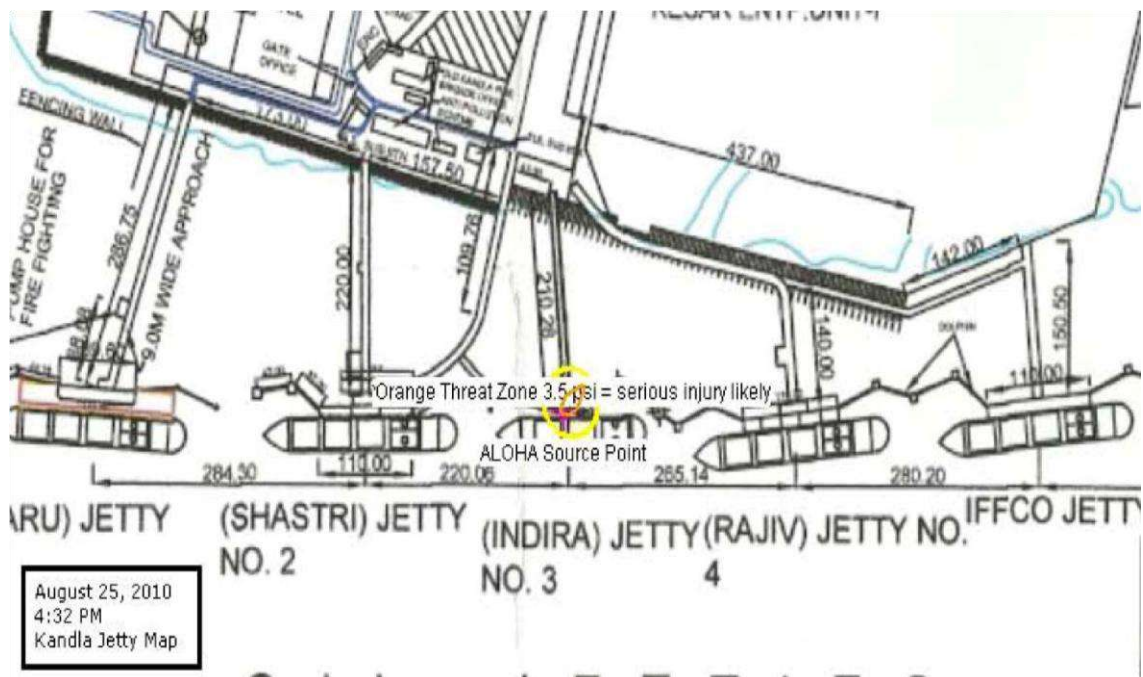 GATE
OFFICE
FENCING WALL
SUBSTN.
157.50
437.00
142.00
PUMP HOUSE FOR
FIRE FIGHTING
286.75
9.0M WIDE APPROACH
220.00
109.76
210.28
140.00
DOLPHIN
150.50
110.00
Orange Threat Zone 3.5 psi = serious injury likely
ALOHA Source Point
284.30
110.00
220.06
265.14
280.20
ARU) JETTY
(SHASTRI) JETTY
NO. 2
(INDIRA) JETTY
NO. 3
(RAJIV) JETTY NO.
4
IFFCO JETTY
August 25, 2010
4:32 PM
Kandla Jetty Map